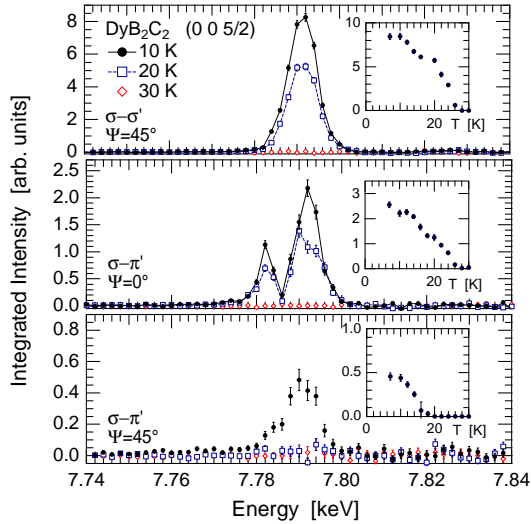 DyB2C2 (0 0 5/2)
10 K
20 K
30 K
σ−σ'
Ψ=45°
8
6
4
2
0
10
5
0
0
20
T [K]
σ−π'
Ψ=0°
2.5
2.0
1.5
1.0
0.5
0.0
3
2
1
0
0
20
T [K]
σ−π'
Ψ=45°
0.8
0.6
0.4
0.2
0.0
1.0
0.5
0.0
0
20
T [K]
7.74
7.76
7.78
7.80
7.82
7.84
Energy [keV]
Integrated Intensity [arb. units]